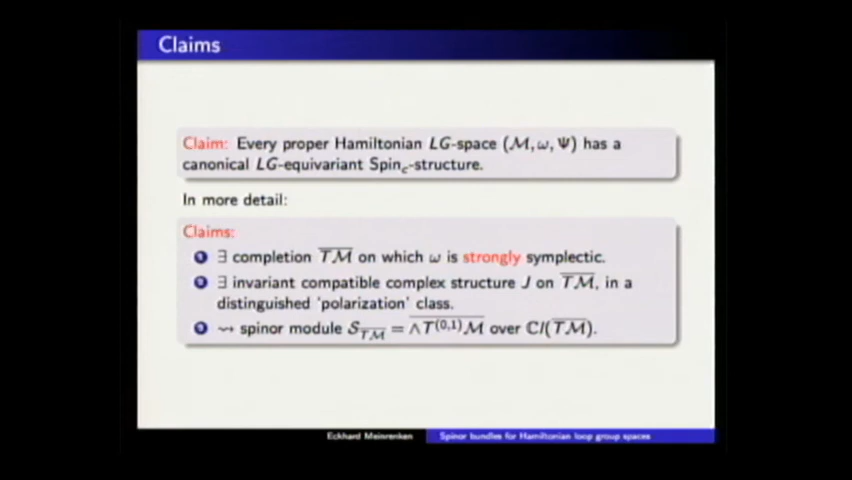 Claims
Claim: Every proper Hamiltonian LG-space (ℳ, ω, Ψ) has a
canonical LG-equivariant Spin_c-structure.
In more detail:
Claims:
1 ∃ completion \overline{Tℳ} on which ω is strongly symplectic.
2 ∃ invariant compatible complex structure J on \overline{Tℳ}, in a
distinguished 'polarization' class.
3 ⇝ spinor module 𝒮_{\overline{Tℳ}} = \overline{∧T^{(0,1)}ℳ} over ℂl(\overline{Tℳ}).
Eckhard Meinrenken Spinor bundles for Hamiltonian loop group spaces